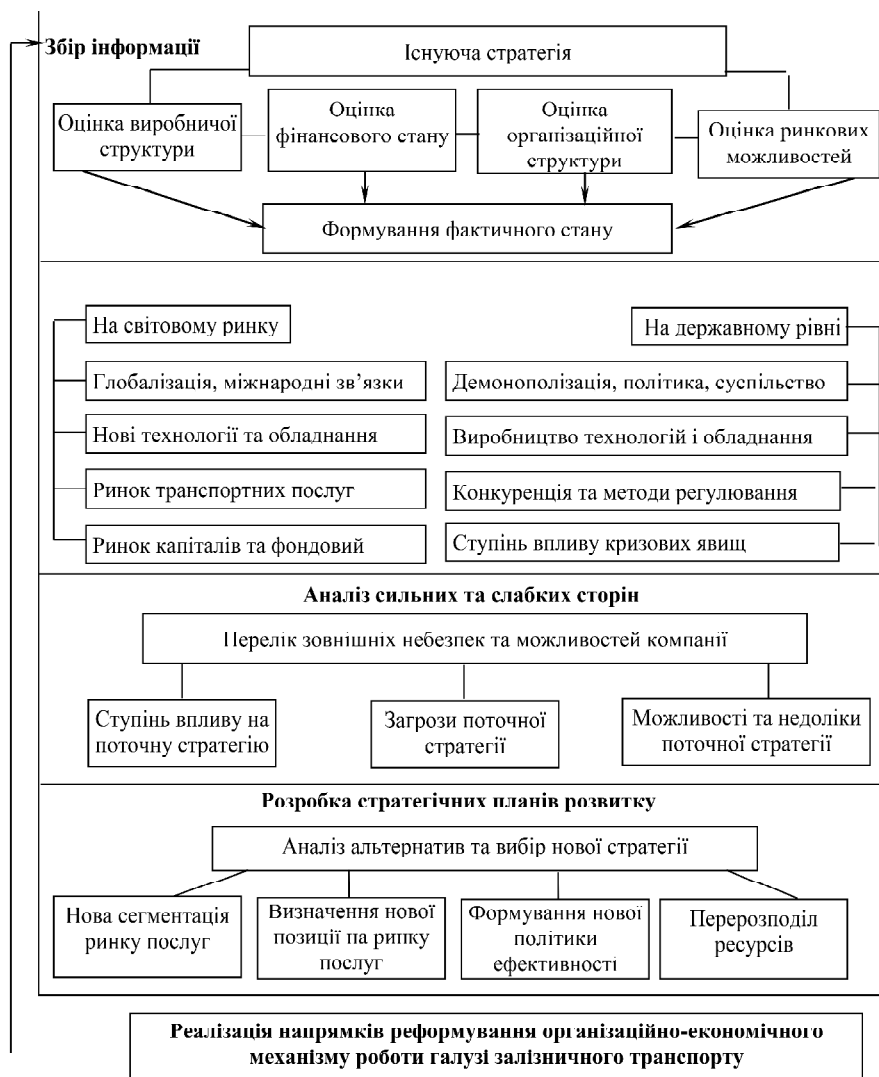 Збір інформації
Існуюча стратегія
Оцінка виробничої
структури
Оцінка
фінансового стану
Оцінка
організаційної
структури
Оцінка ринкових
можливостей
Формування фактичного стану
На світовому ринку
Глобалізація, міжнародні зв’язки
Нові технології та обладнання
Ринок транспортних послуг
Ринок капіталів та фондовий
На державному рівні
Демонополізація, політика, суспільство
Виробництво технологій і обладнання
Конкуренція та методи регулювання
Ступінь впливу кризових явищ
Аналіз сильних та слабких сторін
Перелік зовнішніх небезпек та можливостей компанії
Ступінь впливу на
поточну стратегію
Загрози поточної
стратегії
Можливості та недоліки
поточної стратегії
Розробка стратегічних планів розвитку
Аналіз альтернатив та вибір нової стратегії
Нова сегментація
ринку послуг
Визначення нової
позиції на ринку
послуг
Формування нової
політики
ефективності
Перерозподіл
ресурсів
Реалізація напрямків реформування організаційно-економічного
механізму роботи галузі залізничного транспорту